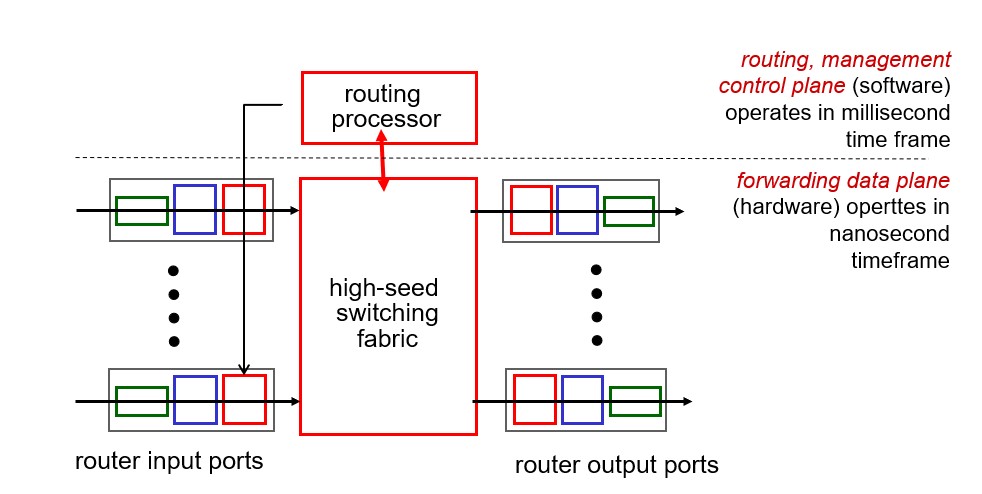 routing, management
control plane (software)
operates in millisecond
time frame
routing
processor
forwarding data plane
(hardware) operttes in
nanosecond
timeframe
high-seed
switching
fabric
router input ports
router output ports